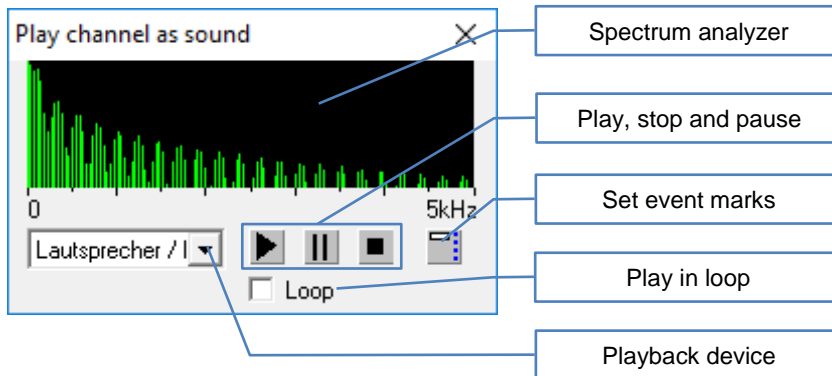 Play channel as sound
Spectrum analyzer
Play, stop and pause
Set event marks
0
5kHz
Lautsprecher / I
Loop
Play in loop
Playback device